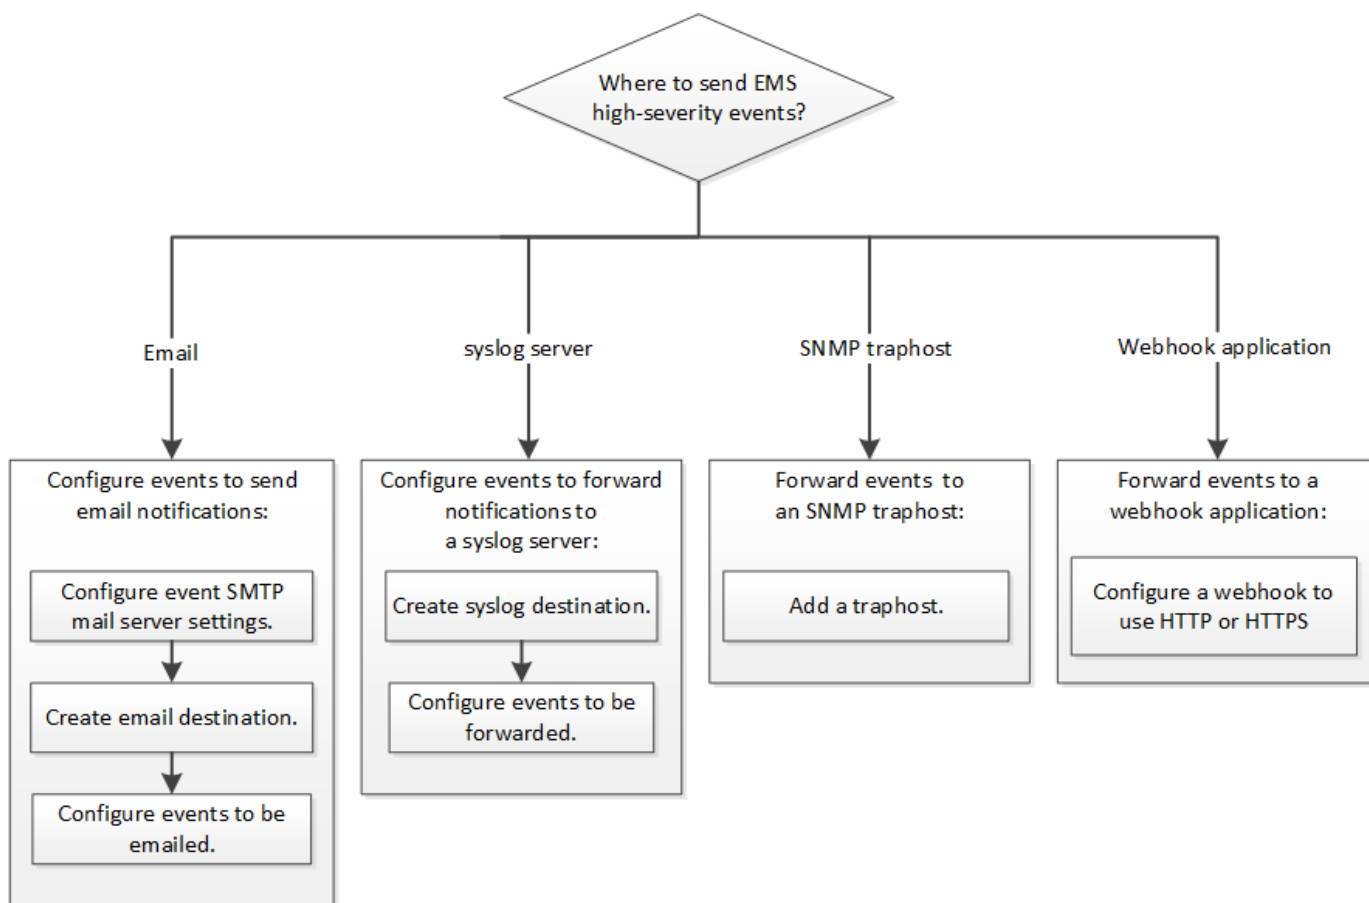 Where to send EMS
high-severity events?
Email
syslog server
SNMP traphost
Webhook application
Configure events to send
email notifications:
Configure event SMTP
mail server settings.
Create email destination.
Configure events to be
emailed.
Configure events to forward
notifications to
a syslog server:
Create syslog destination.
Configure events to be
forwarded.
Forward events to
an SNMP traphost:
Add a traphost.
Forward events to a
webhook application:
Configure a webhook to
use HTTP or HTTPS